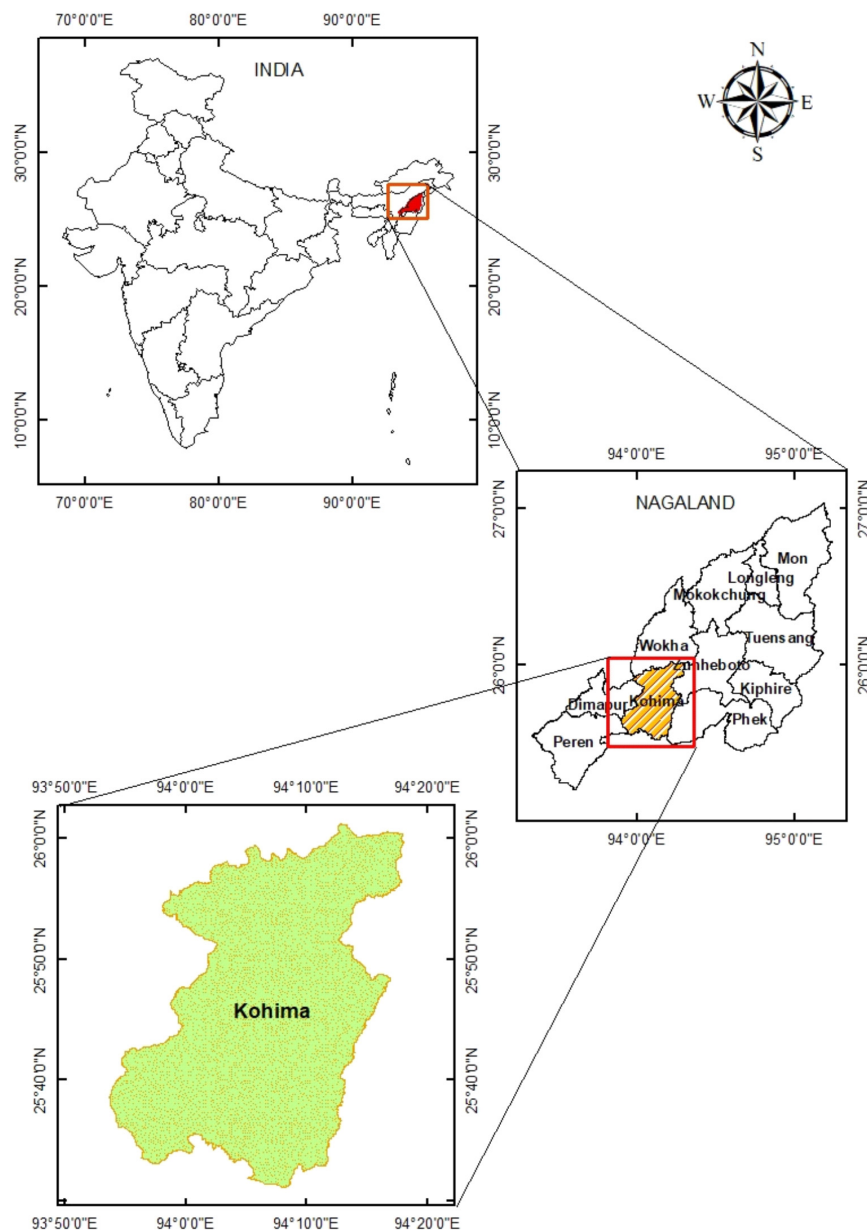 70°0'0"E 80°0'0"E 90°0'0"E
INDIA
N
W E
S
30°0'0"N 30°0'0"N
20°0'0"N 20°0'0"N
10°0'0"N 10°0'0"N
70°0'0"E 80°0'0"E 90°0'0"E
94°0'0"E 95°0'0"E
NAGALAND
27°0'0"N 27°0'0"N
Mon
Longleng
Mokokchung
Wokha
Tuensang
26°0'0"N 26°0'0"N
Zunheboto
Kiphire
Dimapur
Kohima
Phek
Peren
94°0'0"E 95°0'0"E
93°50'0"E 94°0'0"E 94°10'0"E 94°20'0"E
26°0'0"N 26°0'0"N
25°50'0"N 25°50'0"N
Kohima
25°40'0"N 25°40'0"N
93°50'0"E 94°0'0"E 94°10'0"E 94°20'0"E